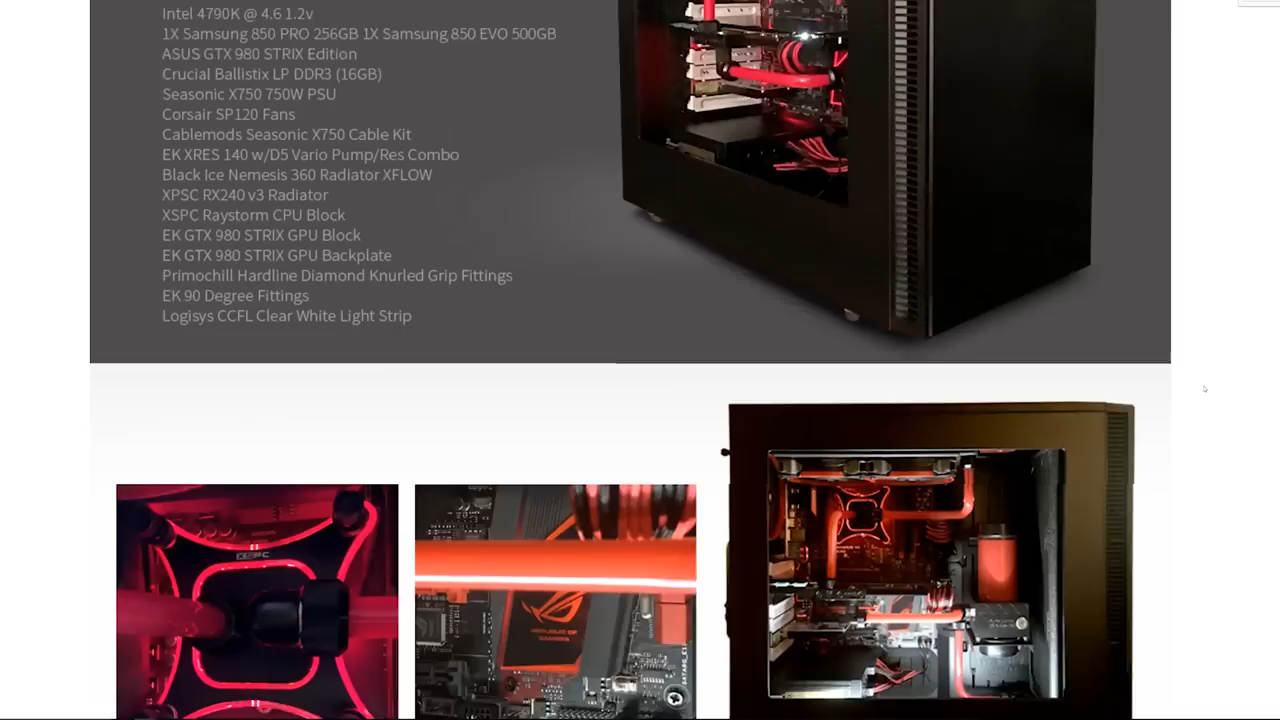 Intel 4790K @ 4.6 1.2v
1X Samsung 850 PRO 256GB 1X Samsung 850 EVO 500GB
ASUS GTX 980 STRIX Edition
Crucial Ballistix LP DDR3 (16GB)
Seasonic X750 750W PSU
Corsair SP120 Fans
Cablemods Seasonic X750 Cable Kit
EK XRES 140 w/D5 Vario Pump/Res Combo
Black Ice Nemesis 360 Radiator XFLOW
XPSC RX240 v3 Radiator
XSPC Raystorm CPU Block
EK GTX 980 STRIX GPU Block
EK GTX 980 STRIX GPU Backplate
Primochill Hardline Diamond Knurled Grip Fittings
EK 90 Degree Fittings
Logisys CCFL Clear White Light Strip
REPUBLIC OF
GAMERS